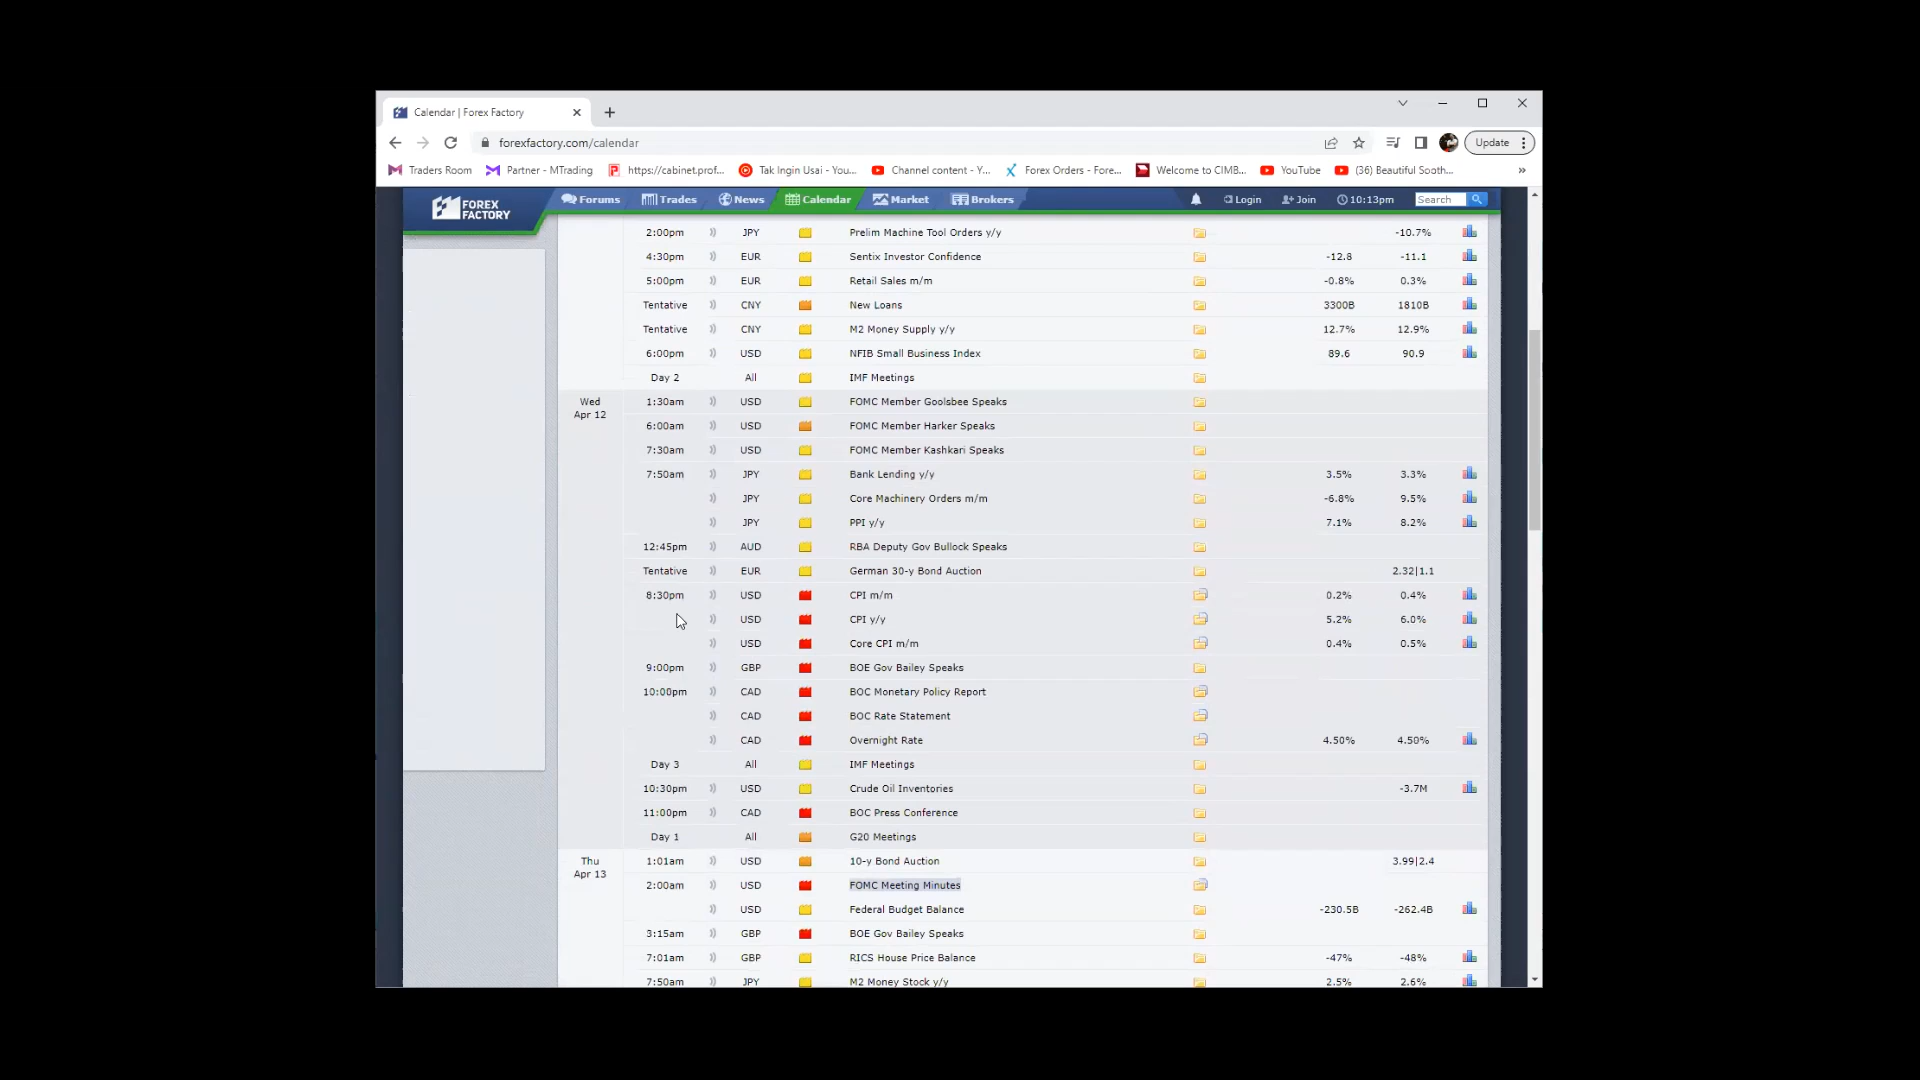 Calendar | Forex Factory
forexfactory.com/calendar
Update
Traders Room Partner - MTrading https://cabinet.prof... Tak Ingin Usai - You... Channel content - Y... Forex Orders - Fore... Welcome to CIMB... YouTube (36) Beautiful Sooth... »
FOREX FACTORY Forums Trades News Calendar Market Brokers Login Join 10:13pm Search
2:00pm JPY Prelim Machine Tool Orders y/y -10.7%
4:30pm EUR Sentix Investor Confidence -12.8 -11.1
5:00pm EUR Retail Sales m/m -0.8% 0.3%
Tentative CNY New Loans 3300B 1810B
Tentative CNY M2 Money Supply y/y 12.7% 12.9%
6:00pm USD NFIB Small Business Index 89.6 90.9
Day 2 All IMF Meetings
Wed Apr 12 1:30am USD FOMC Member Goolsbee Speaks
6:00am USD FOMC Member Harker Speaks
7:30am USD FOMC Member Kashkari Speaks
7:50am JPY Bank Lending y/y 3.5% 3.3%
JPY Core Machinery Orders m/m -6.8% 9.5%
JPY PPI y/y 7.1% 8.2%
12:45pm AUD RBA Deputy Gov Bullock Speaks
Tentative EUR German 30-y Bond Auction 2.32|1.1
8:30pm USD CPI m/m 0.2% 0.4%
USD CPI y/y 5.2% 6.0%
USD Core CPI m/m 0.4% 0.5%
9:00pm GBP BOE Gov Bailey Speaks
10:00pm CAD BOC Monetary Policy Report
CAD BOC Rate Statement
CAD Overnight Rate 4.50% 4.50%
Day 3 All IMF Meetings
10:30pm USD Crude Oil Inventories -3.7M
11:00pm CAD BOC Press Conference
Day 1 All G20 Meetings
Thu Apr 13 1:01am USD 10-y Bond Auction 3.99|2.4
2:00am USD FOMC Meeting Minutes
USD Federal Budget Balance -230.5B -262.4B
3:15am GBP BOE Gov Bailey Speaks
7:01am GBP RICS House Price Balance -47% -48%
7:50am JPY M2 Money Stock y/y 2.5% 2.6%